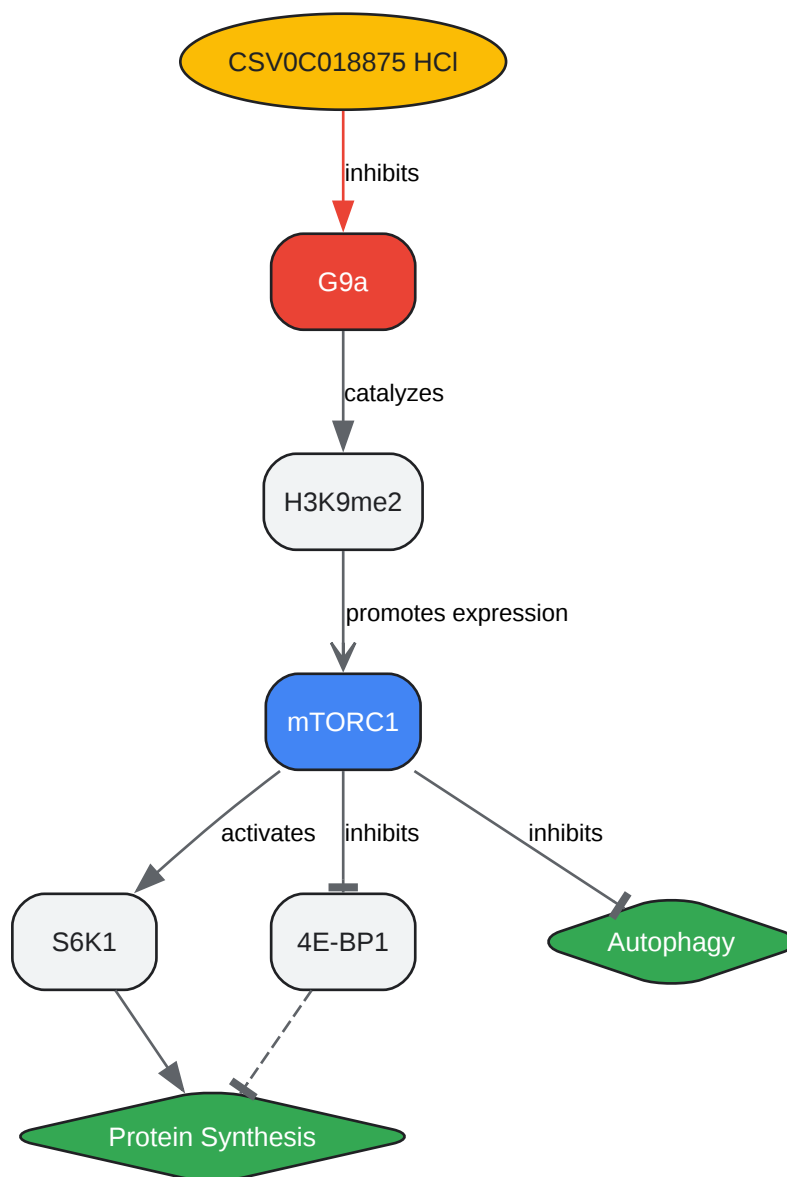 CSV0C018875 HCl
inhibits
G9a
catalyzes
H3K9me2
promotes expression
mTORC1
activates
inhibits
inhibits
S6K1
4E-BP1
Autophagy
Protein Synthesis